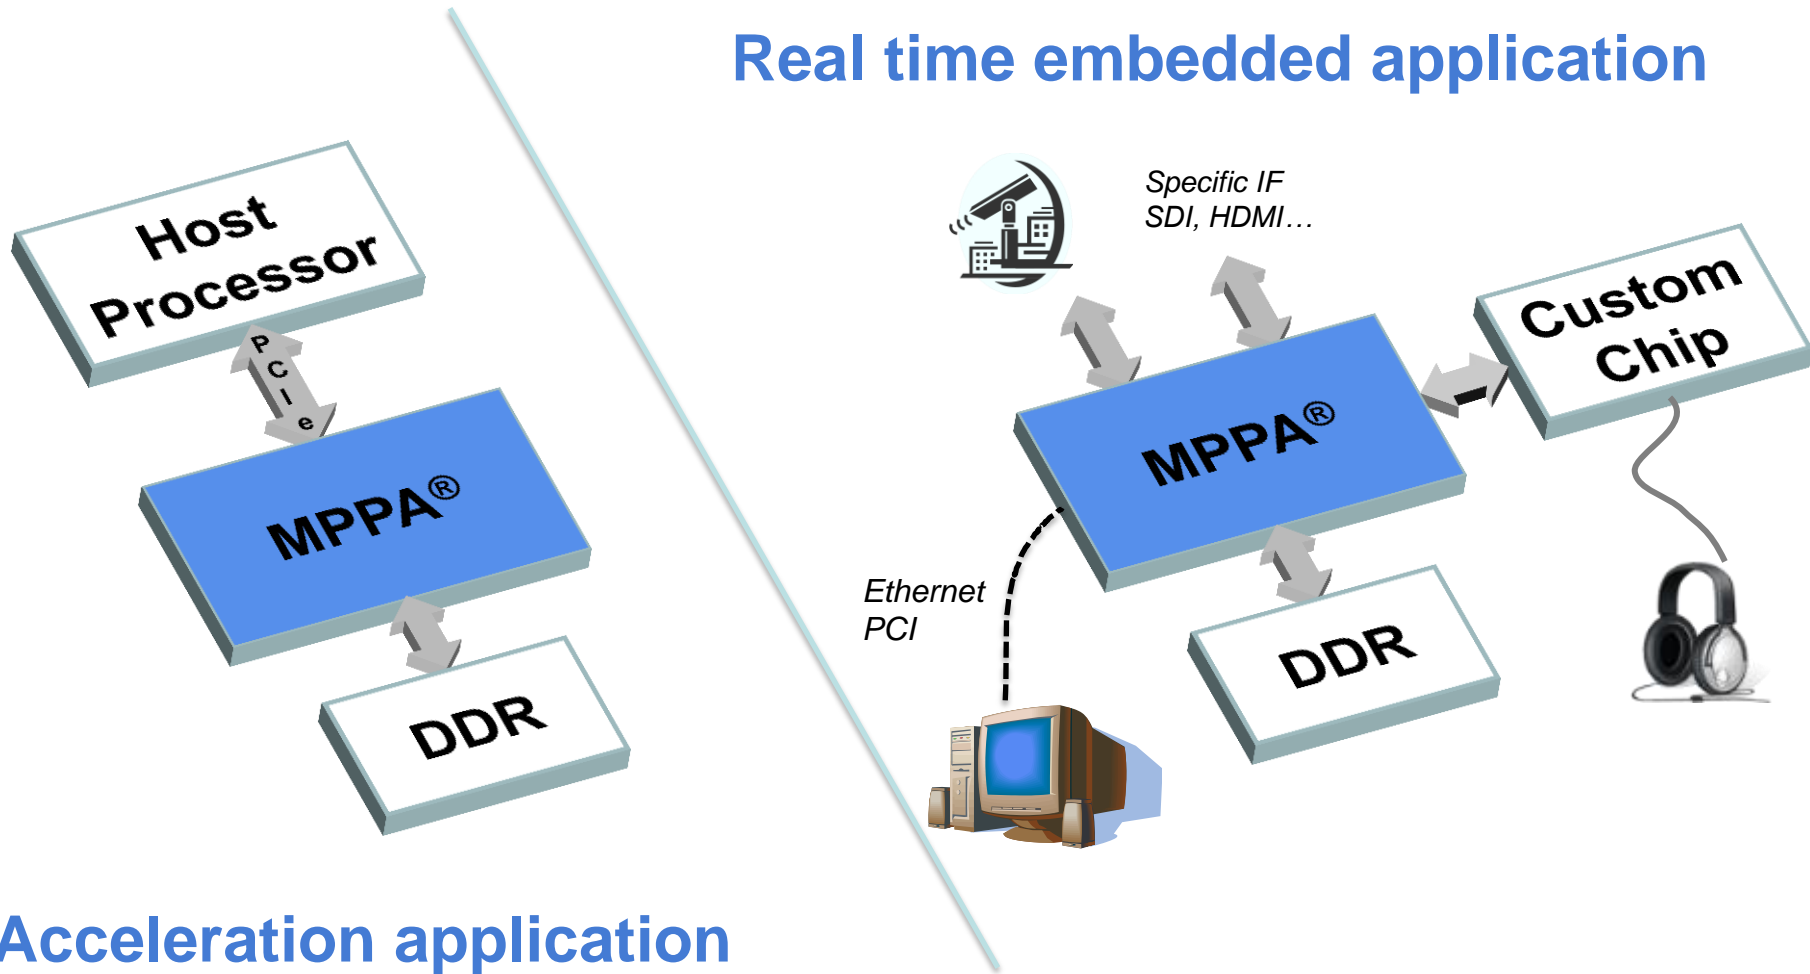 Real time embedded application
Host
Processor
PCIe
MPPA®
DDR
Specific IF
SDI, HDMI…
Custom
Chip
MPPA®
Ethernet
PCI
DDR
Acceleration application